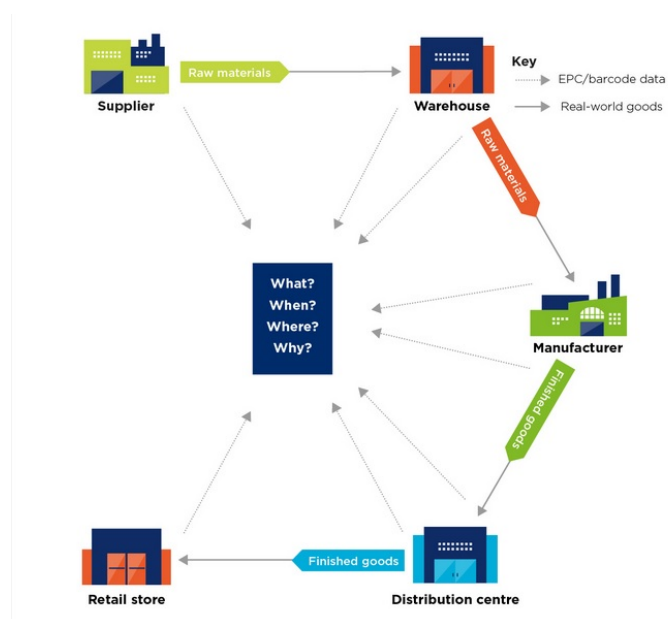 Raw materials
Supplier
Warehouse
Key
EPC/barcode data
Real-world goods
Raw materials
What?
When?
Where?
Why?
Manufacturer
Finished goods
Finished goods
Retail store
Distribution centre